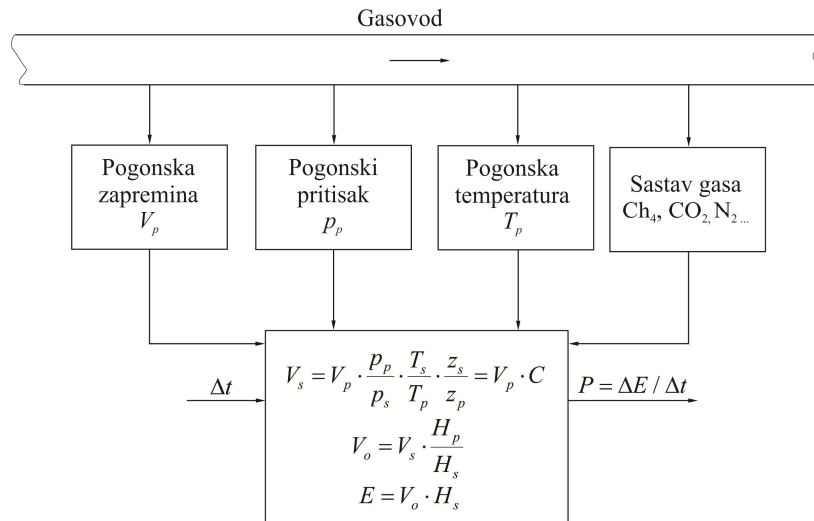 Gasovod
Pogonska
zapremina
V_p
Pogonski
pritisak
p_p
Pogonska
temperatura
T_p
Sastav gasa
Ch₄, CO₂, N₂ ...
Δt
V_s = V_p · p_p/p_s · T_s/T_p · z_s/z_p = V_p · C
V_o = V_s · H_p/H_s
E = V_o · H_s
P = ΔE / Δt